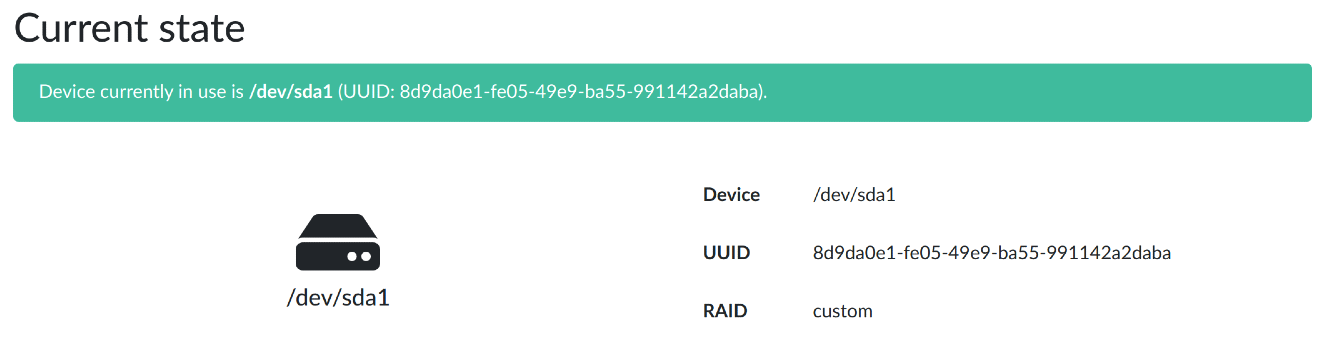 Current state
Device currently in use is /dev/sda1 (UUID: 8d9da0e1-fe05-49e9-ba55-991142a2daba).
/dev/sda1
Device /dev/sda1
UUID 8d9da0e1-fe05-49e9-ba55-991142a2daba
RAID custom